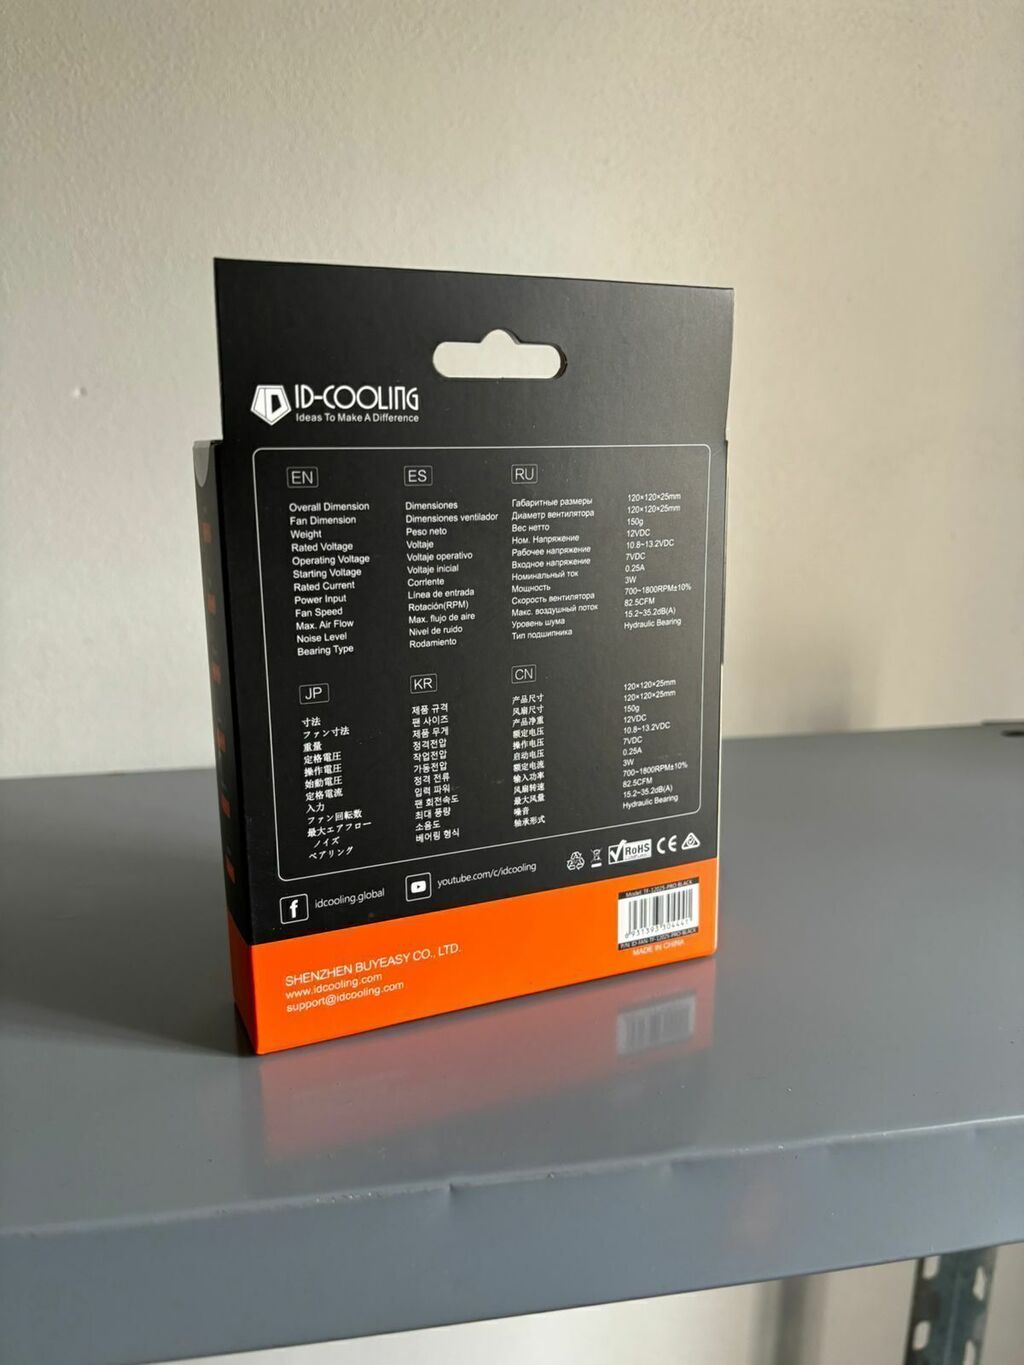 ID-COOLING
Ideas To Make A Difference
EN
Overall Dimension
Fan Dimension
Weight
Rated Voltage
Operating Voltage
Starting Voltage
Rated Current
Power Input
Fan Speed
Max. Air Flow
Noise Level
Bearing Type
ES
Dimensiones
Dimensiones ventilador
Peso neto
Voltaje
Voltaje operativo
Voltaje inicial
Corriente
Línea de entrada
Rotación(RPM)
Max. flujo de aire
Nivel de ruido
Rodamiento
RU
Габаритные размеры
Диаметр вентилятора
Вес нетто
Ном. Напряжение
Рабочее напряжение
Входное напряжение
Номинальный ток
Мощность
Скорость вентилятора
Макс. воздушный поток
Уровень шума
Тип подшипника
120×120×25mm
120×120×25mm
150g
12VDC
10.8~13.2VDC
7VDC
0.25A
3W
700~1800RPM±10%
82.5CFM
15.2~35.2dB(A)
Hydraulic Bearing
JP
寸法
ファン寸法
重量
定格電圧
操作電圧
始動電圧
定格電流
入力
ファン回転数
最大エアフロー
ノイズ
ベアリング
KR
제품 규격
팬 사이즈
제품 무게
정격전압
작업전압
가동전압
정격 전류
입력 파워
팬 회전속도
최대 풍량
소음도
베어링 형식
CN
产品尺寸
风扇尺寸
产品净重
额定电压
操作电压
启动电压
额定电流
输入功率
风扇转速
最大风量
噪音
轴承形式
120×120×25mm
120×120×25mm
150g
12VDC
10.8~13.2VDC
7VDC
0.25A
3W
700~1800RPM±10%
82.5CFM
15.2~35.2dB(A)
Hydraulic Bearing
f idcooling.global
youtube.com/c/idcooling
RoHS
CE
SHENZHEN BUYEASY CO., LTD.
www.idcooling.com
support@idcooling.com
Model: TF-12025-PRO-BLACK
P/N: ID-FAN-TF-12025-PRO-BLACK
MADE IN CHINA